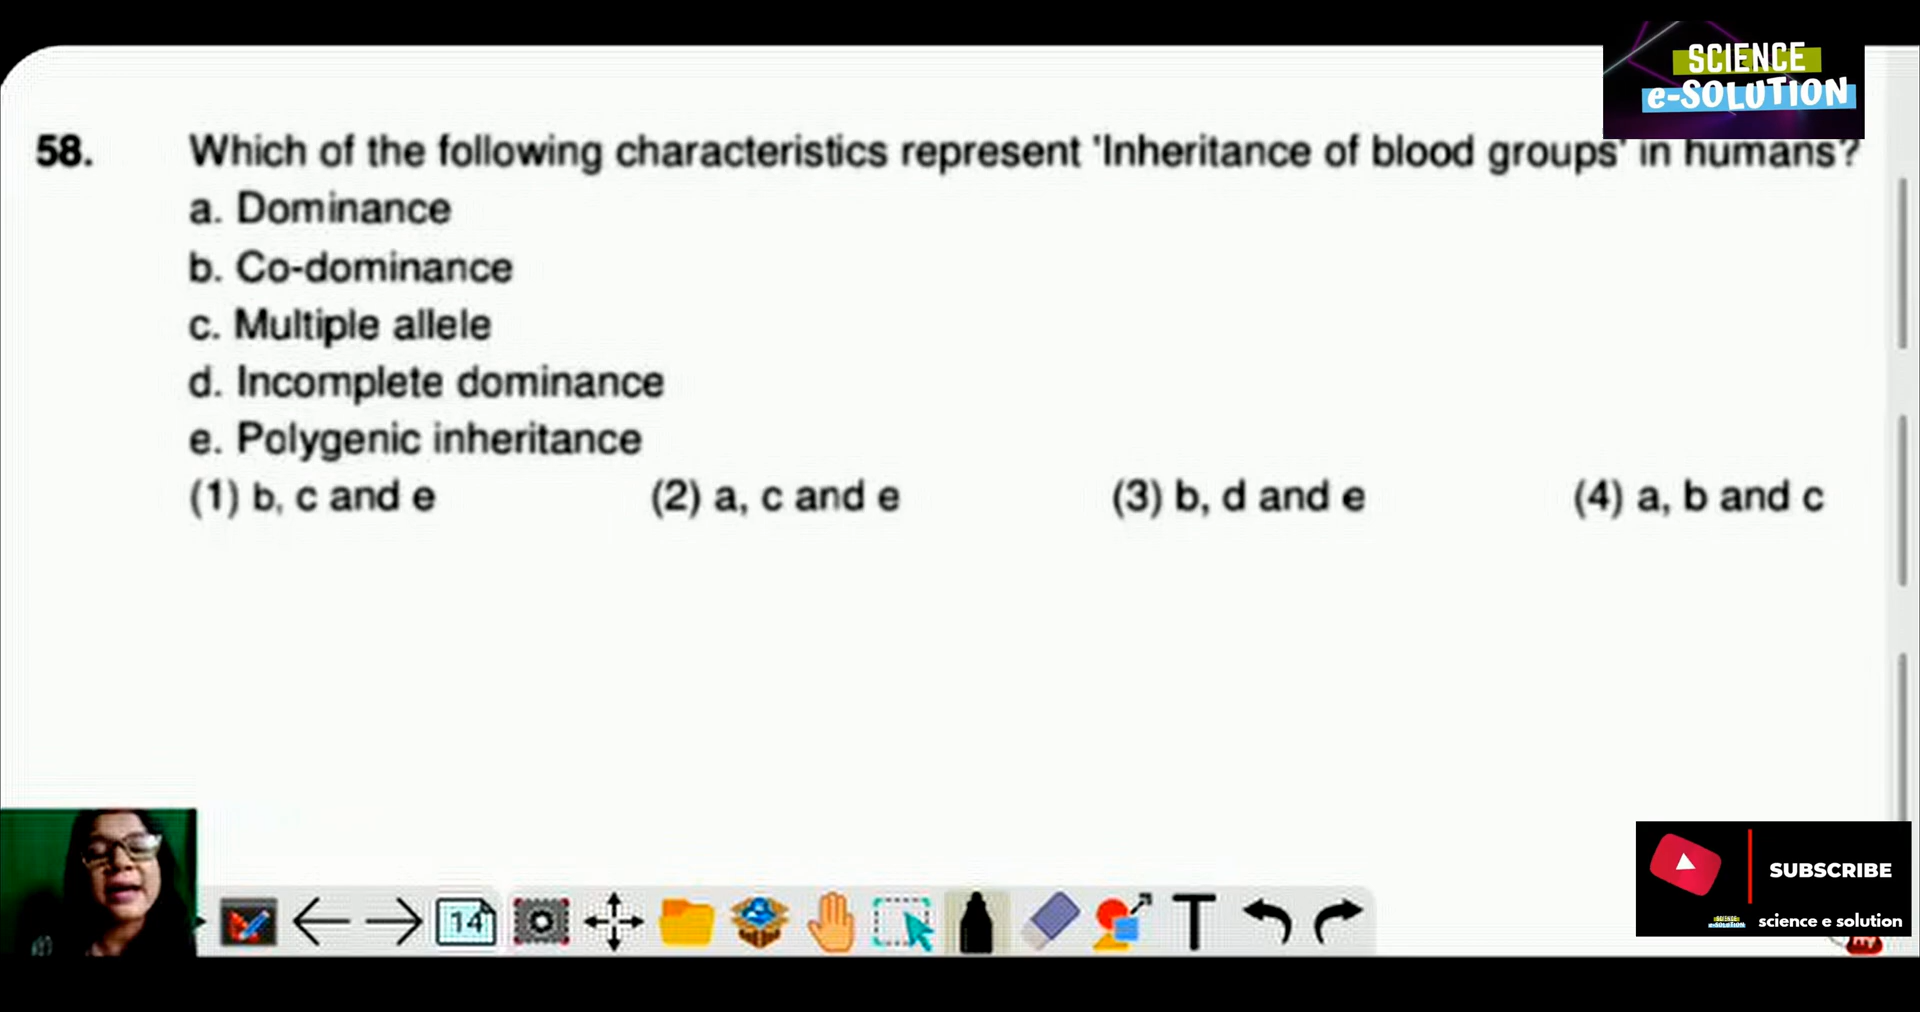 SCIENCE
e-SOLUTION
58. Which of the following characteristics represent 'Inheritance of blood groups' in humans?
a. Dominance
b. Co-dominance
c. Multiple allele
d. Incomplete dominance
e. Polygenic inheritance
(1) b, c and e (2) a, c and e (3) b, d and e (4) a, b and c
SUBSCRIBE
science e solution
14
T